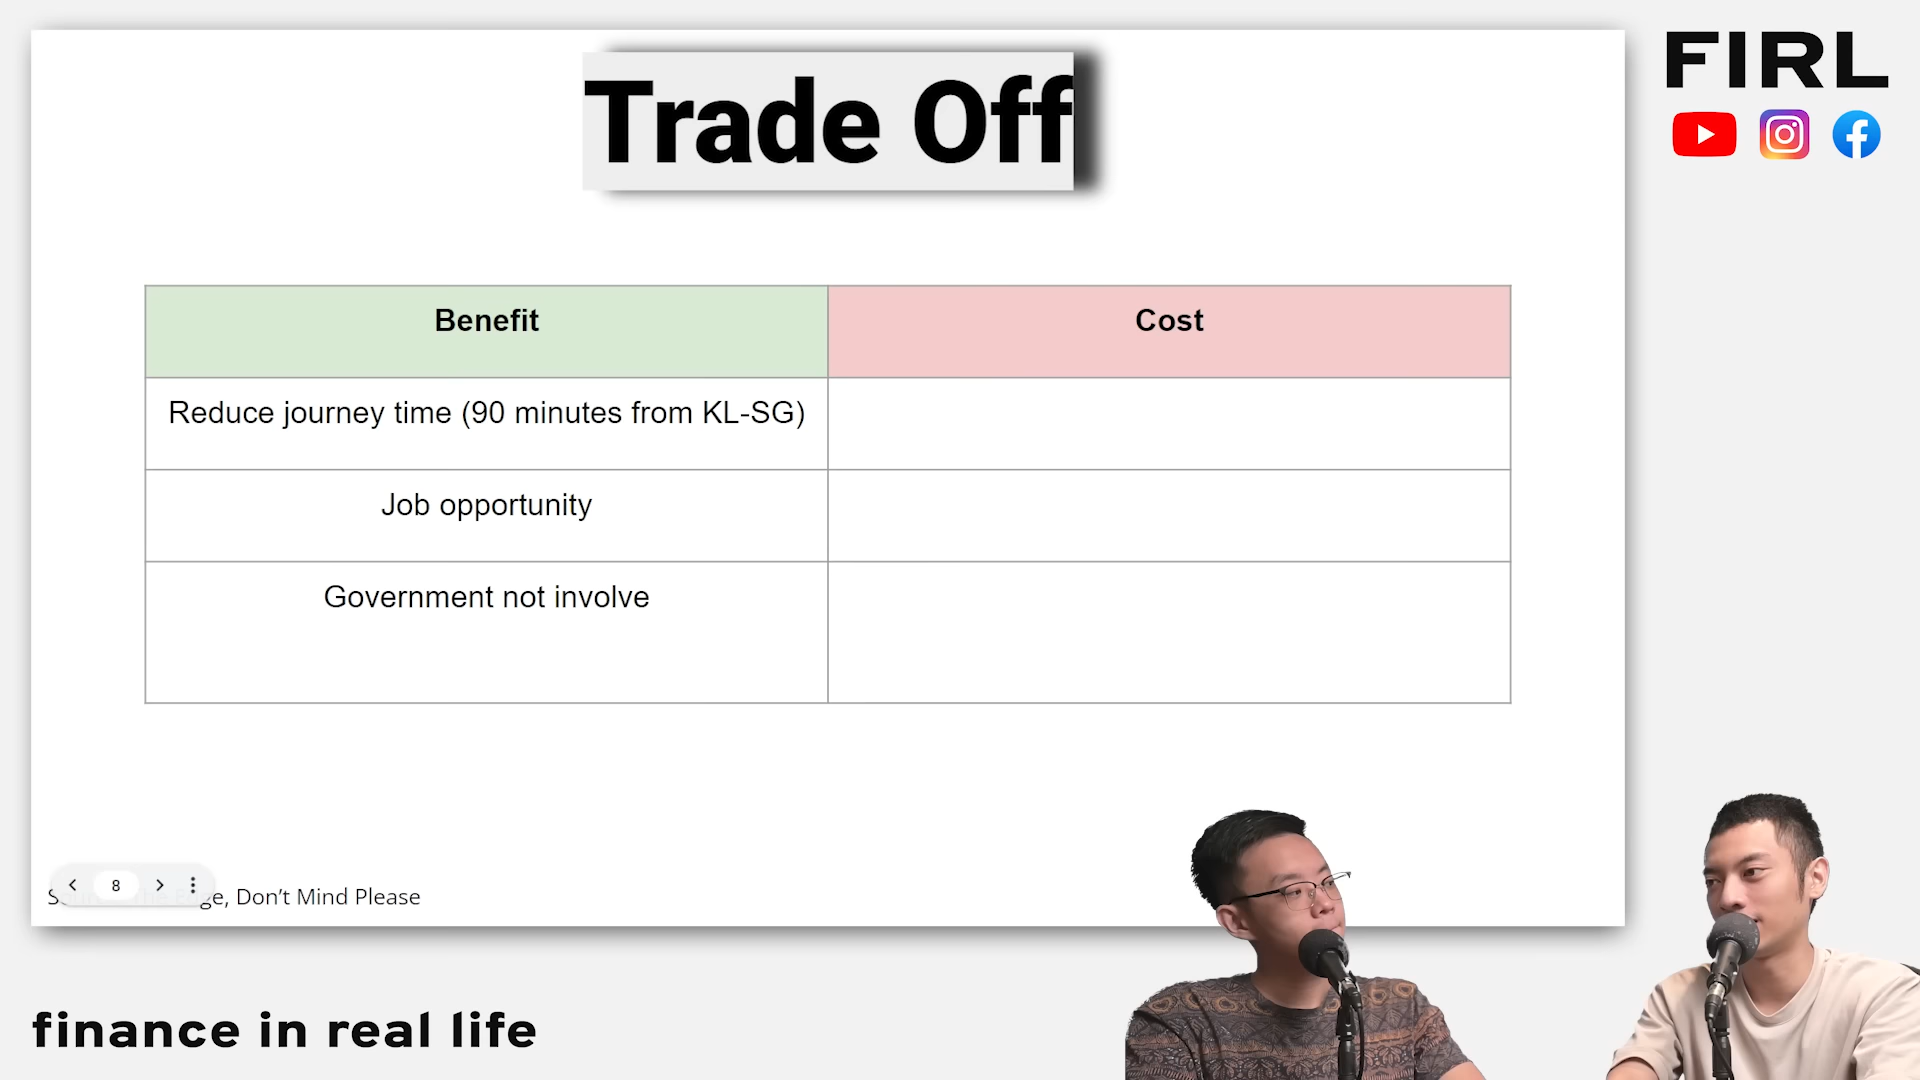 Trade Off
FIRL
Benefit
Cost
Reduce journey time (90 minutes from KL-SG)
Job opportunity
Government not involve
8
Edge, Don't Mind Please
finance in real life